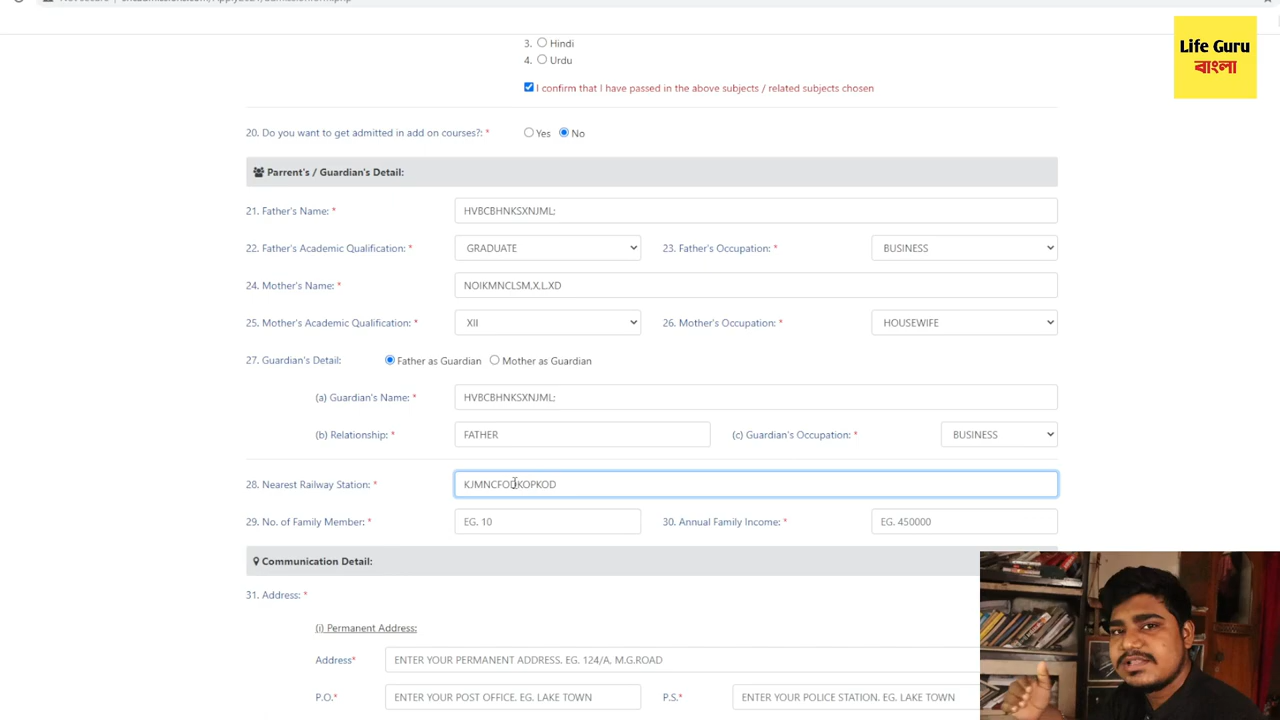 3. Hindi
Life Guru
বাংলা
4. Urdu
I confirm that I have passed in the above subjects / related subjects chosen
20. Do you want to get admitted in add on courses?: * Yes No
Parrent's / Guardian's Detail:
21. Father's Name: * HVBCBHNKSXNJML;
22. Father's Academic Qualification: * GRADUATE 23. Father's Occupation: * BUSINESS
24. Mother's Name: * NOIKMNCLSM,X.L.XD
25. Mother's Academic Qualification: * XII 26. Mother's Occupation: * HOUSEWIFE
27. Guardian's Detail: Father as Guardian Mother as Guardian
(a) Guardian's Name: * HVBCBHNKSXNJML;
(b) Relationship: * FATHER (c) Guardian's Occupation: * BUSINESS
28. Nearest Railway Station: *
29. No. of Family Member: * EG. 10 30. Annual Family Income: * EG. 450000
Communication Detail:
31. Address: *
(i) Permanent Address:
Address* ENTER YOUR PERMANENT ADDRESS. EG. 124/A, M.G.ROAD
P.O.* ENTER YOUR POST OFFICE. EG. LAKE TOWN P.S.* ENTER YOUR POLICE STATION. EG. LAKE TOWN